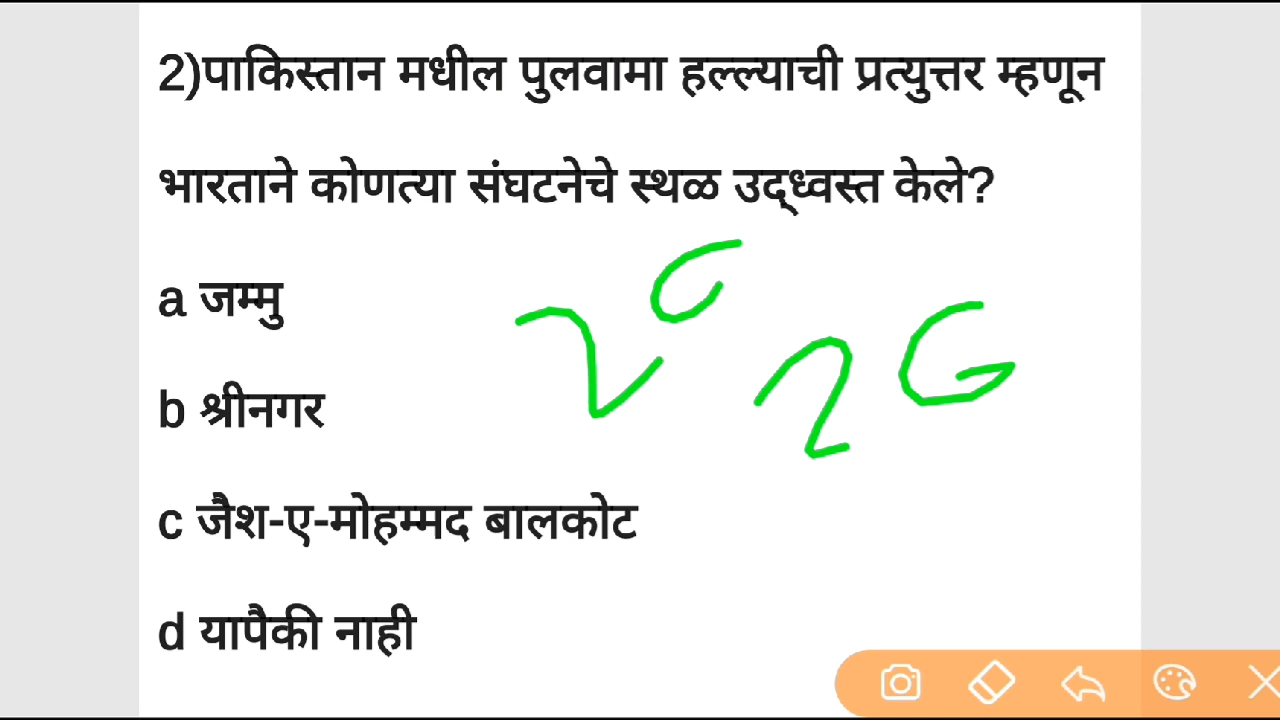 2)पाकिस्तान मधील पुलवामा हल्ल्याची प्रत्युत्तर म्हणून
भारताने कोणत्या संघटनेचे स्थळ उद्ध्वस्त केले?
a जम्मु
b श्रीनगर
c जैश-ए-मोहम्मद बालकोट
d यापैकी नाही